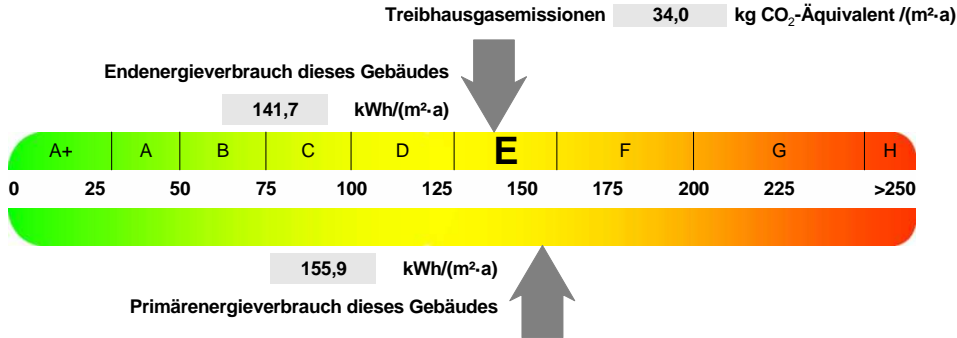 Treibhausgasemissionen 34,0 kg CO₂-Äquivalent /(m²·a)
Endenergieverbrauch dieses Gebäudes
141,7 kWh/(m²·a)
A+ A B C D E F G H
0 25 50 75 100 125 150 175 200 225 >250
155,9 kWh/(m²·a)
Primärenergieverbrauch dieses Gebäudes